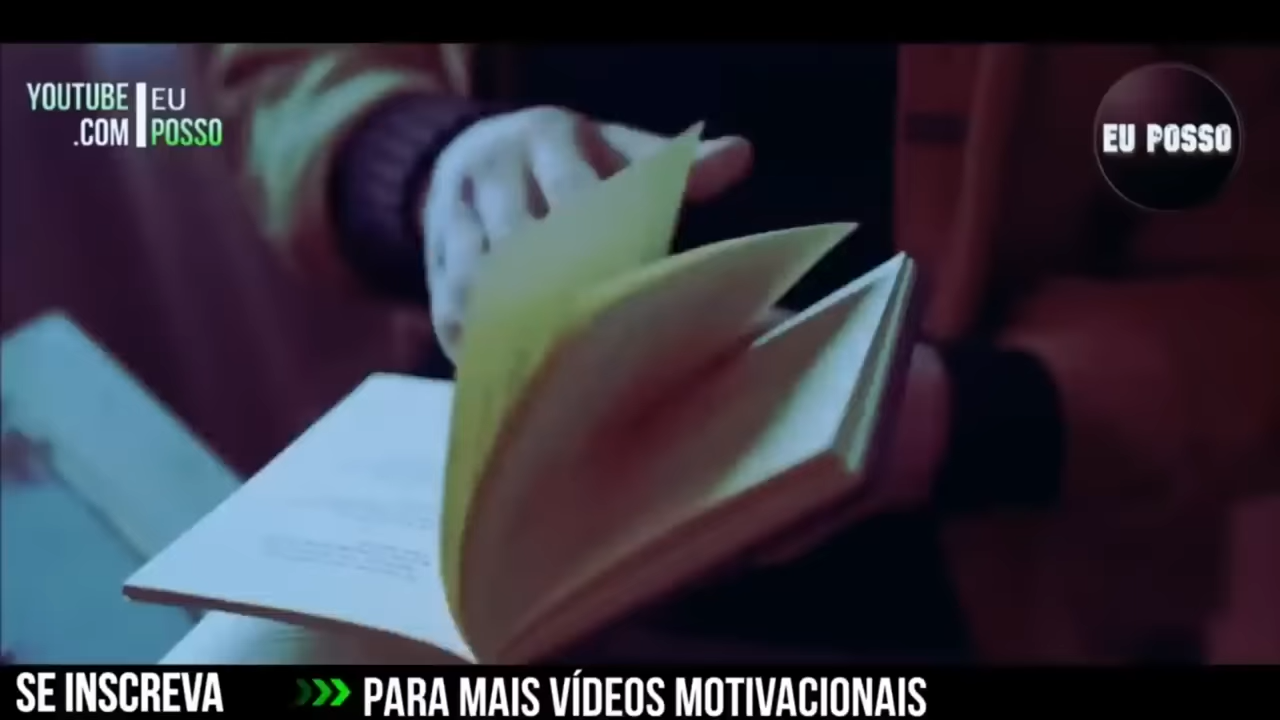 YOUTUBE EU
.COM POSSO
EU POSSO
SE INSCREVA PARA MAIS VÍDEOS MOTIVACIONAIS